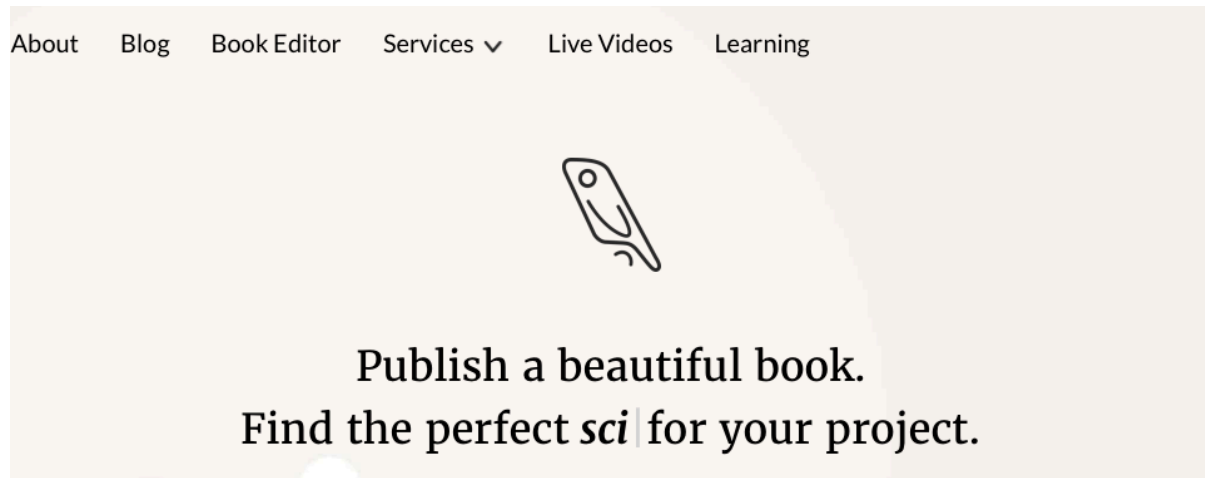 About Blog Book Editor Services Live Videos Learning
Publish a beautiful book.
Find the perfect sci for your project.